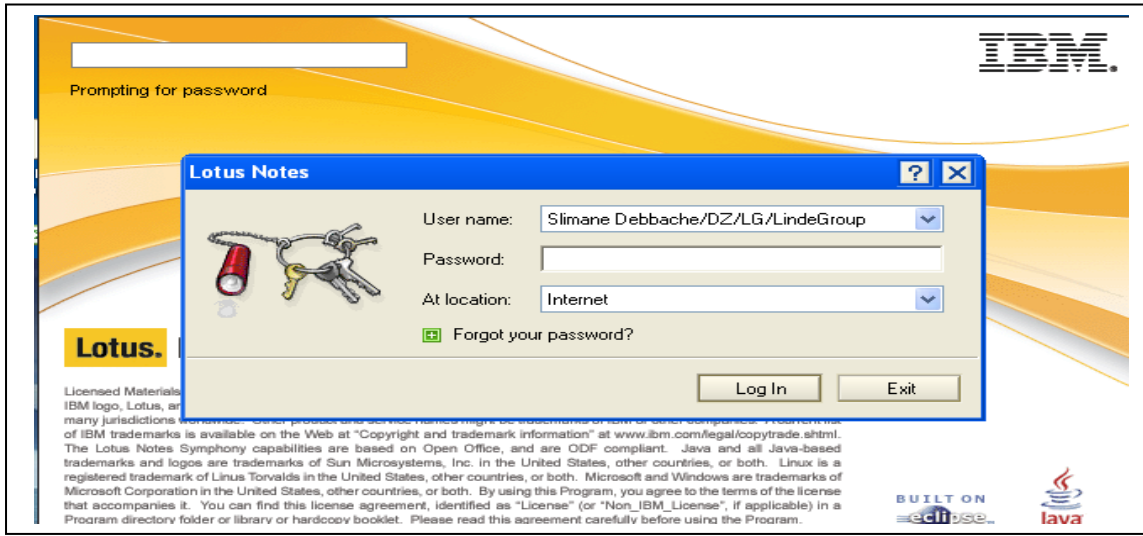 IBM.
Prompting for password
Lotus Notes
User name: Slimane Debbache/DZ/LG/LindeGroup
Password:
At location: Internet
Forgot your password?
Log In Exit
Lotus.
Licensed Materials
IBM logo, Lotus, ar
many jurisdictions worldwide. Other product and service names might be trademarks of IBM or other companies. A current list
of IBM trademarks is available on the Web at “Copyright and trademark information” at www.ibm.com/legal/copytrade.shtml.
The Lotus Notes Symphony capabilities are based on Open Office, and are ODF compliant. Java and all Java-based
trademarks and logos are trademarks of Sun Microsystems, Inc. in the United States, other countries, or both. Linux is a
registered trademark of Linus Torvalds in the United States, other countries, or both. Microsoft and Windows are trademarks of
Microsoft Corporation in the United States, other countries, or both. By using this Program, you agree to the terms of the license
that accompanies it. You can find this license agreement, identified as "License" (or "Non_IBM_License", if applicable) in a
Program directory folder or library or hardcopy booklet. Please read this agreement carefully before using the Program.
BUILT ON
eclipse
Java